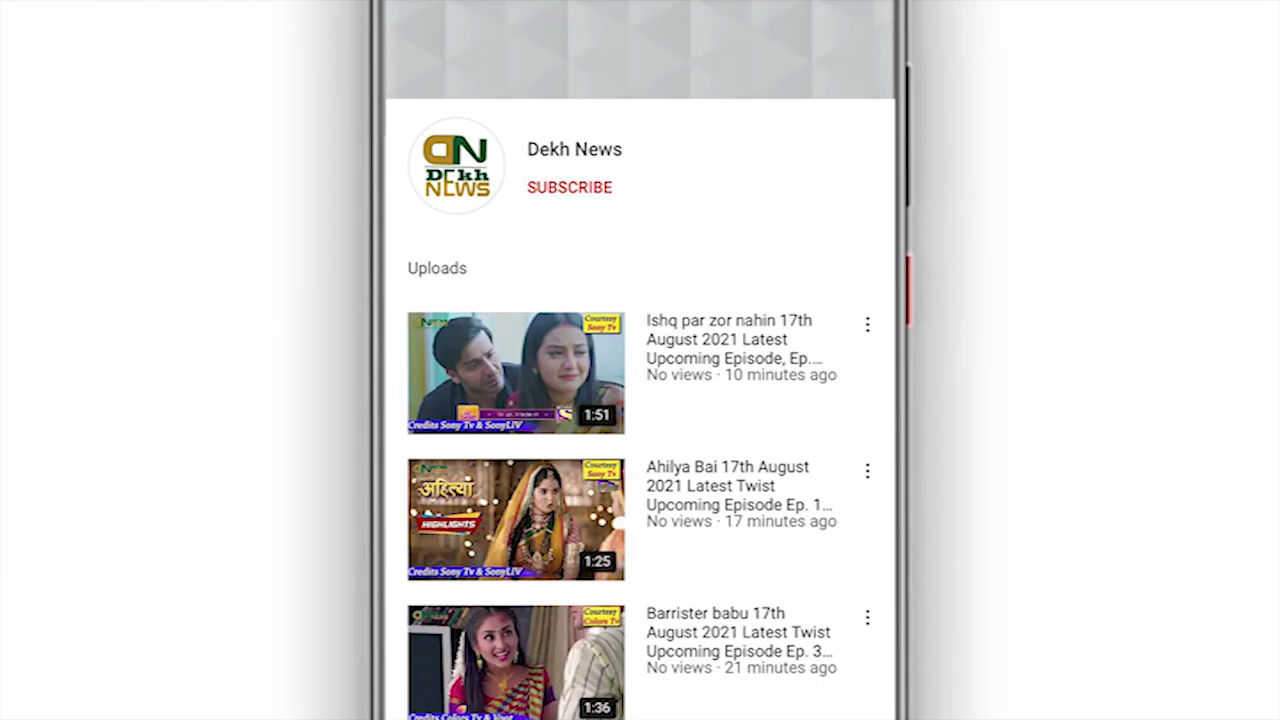 DN
Dekh
NEWS
Dekh News
SUBSCRIBE
Uploads
Courtesy
Sony Tv
Credits Sony Tv & SonyLIV
1:51
Ishq par zor nahin 17th
August 2021 Latest
Upcoming Episode, Ep....
No views · 10 minutes ago
Courtesy
Sony Tv
अहिल्या
HIGHLIGHTS
Credits Sony Tv & SonyLIV
1:25
Ahilya Bai 17th August
2021 Latest Twist
Upcoming Episode Ep. 1...
No views · 17 minutes ago
Courtesy
Colors Tv
Credits Colors Tv & Voot
1:36
Barrister babu 17th
August 2021 Latest Twist
Upcoming Episode Ep. 3...
No views · 21 minutes ago